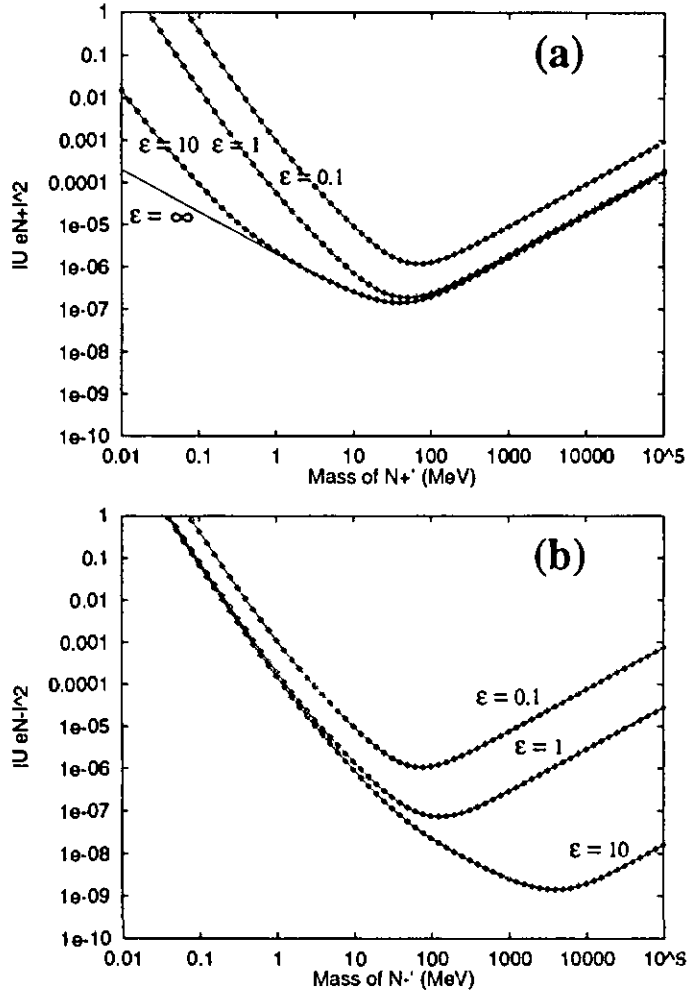 (a)
1
0.1
0.01
0.001
0.0001
1e-05
1e-06
1e-07
1e-08
1e-09
1e-10
|U eN+|^2
ε = 10
ε = 1
ε = 0.1
ε = ∞
0.01 0.1 1 10 100 1000 10000 10^5
Mass of N+' (MeV)
(b)
1
0.1
0.01
0.001
0.0001
1e-05
1e-06
1e-07
1e-08
1e-09
1e-10
|U eN-|^2
ε = 0.1
ε = 1
ε = 10
0.01 0.1 1 10 100 1000 10000 10^5
Mass of N-' (MeV)